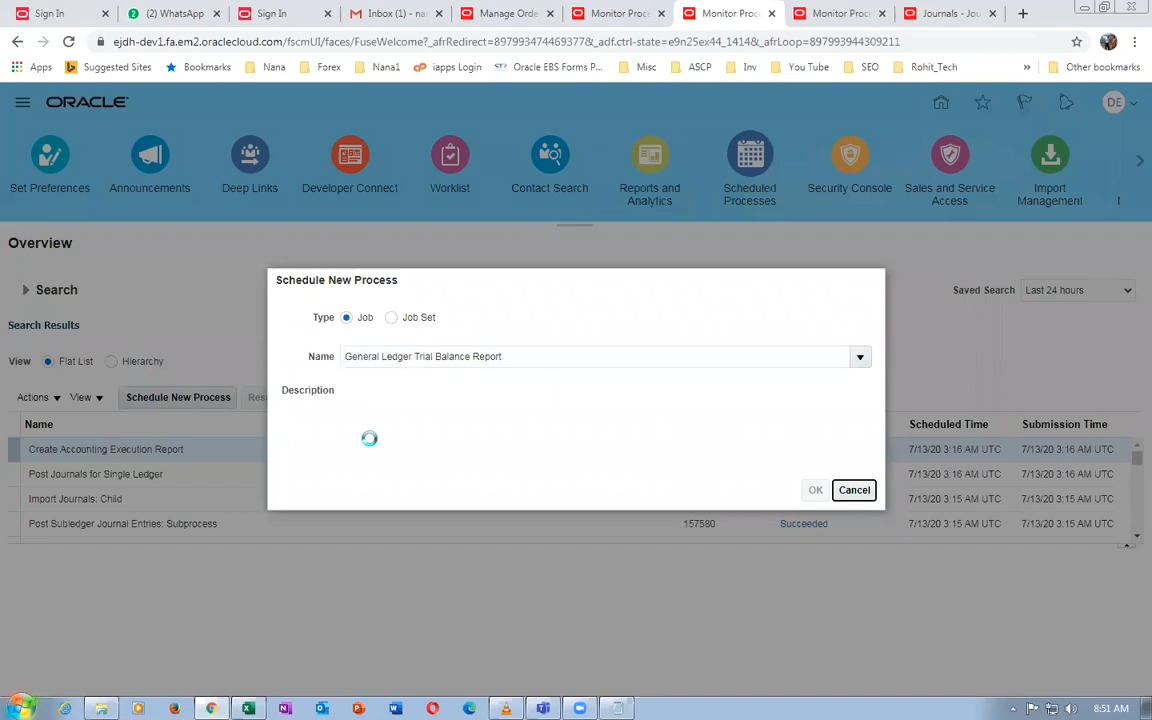 Sign In
(2) WhatsApp
Sign In
Inbox (1) - na
Manage Orde
Monitor Proce
Monitor Proc
Monitor Proc
Journals - Jou
ejdh-dev1.fa.em2.oraclecloud.com/fscmUI/faces/FuseWelcome?_afrRedirect=897993474469377&_adf.ctrl-state=e9n25ex44_1414&_afrLoop=897993944309211
Apps
Suggested Sites
Bookmarks
Nana
Forex
Nana1
iapps Login
Oracle EBS Forms P...
Misc
ASCP
Inv
You Tube
SEO
Rohit_Tech
Other bookmarks
ORACLE
DE
Set Preferences
Announcements
Deep Links
Developer Connect
Worklist
Contact Search
Reports and
Analytics
Scheduled
Processes
Security Console
Sales and Service
Access
Import
Management
Overview
Search
Saved Search
Last 24 hours
Search Results
View
Flat List
Hierarchy
Actions
View
Schedule New Process
Res
Name
Scheduled Time
Submission Time
Create Accounting Execution Report
7/13/20 3:16 AM UTC
7/13/20 3:16 AM UTC
Post Journals for Single Ledger
7/13/20 3:16 AM UTC
7/13/20 3:16 AM UTC
Import Journals: Child
7/13/20 3:15 AM UTC
7/13/20 3:15 AM UTC
Post Subledger Journal Entries: Subprocess
157580
Succeeded
7/13/20 3:15 AM UTC
7/13/20 3:15 AM UTC
Schedule New Process
Type
Job
Job Set
Name
General Ledger Trial Balance Report
Description
OK
Cancel
8:51 AM